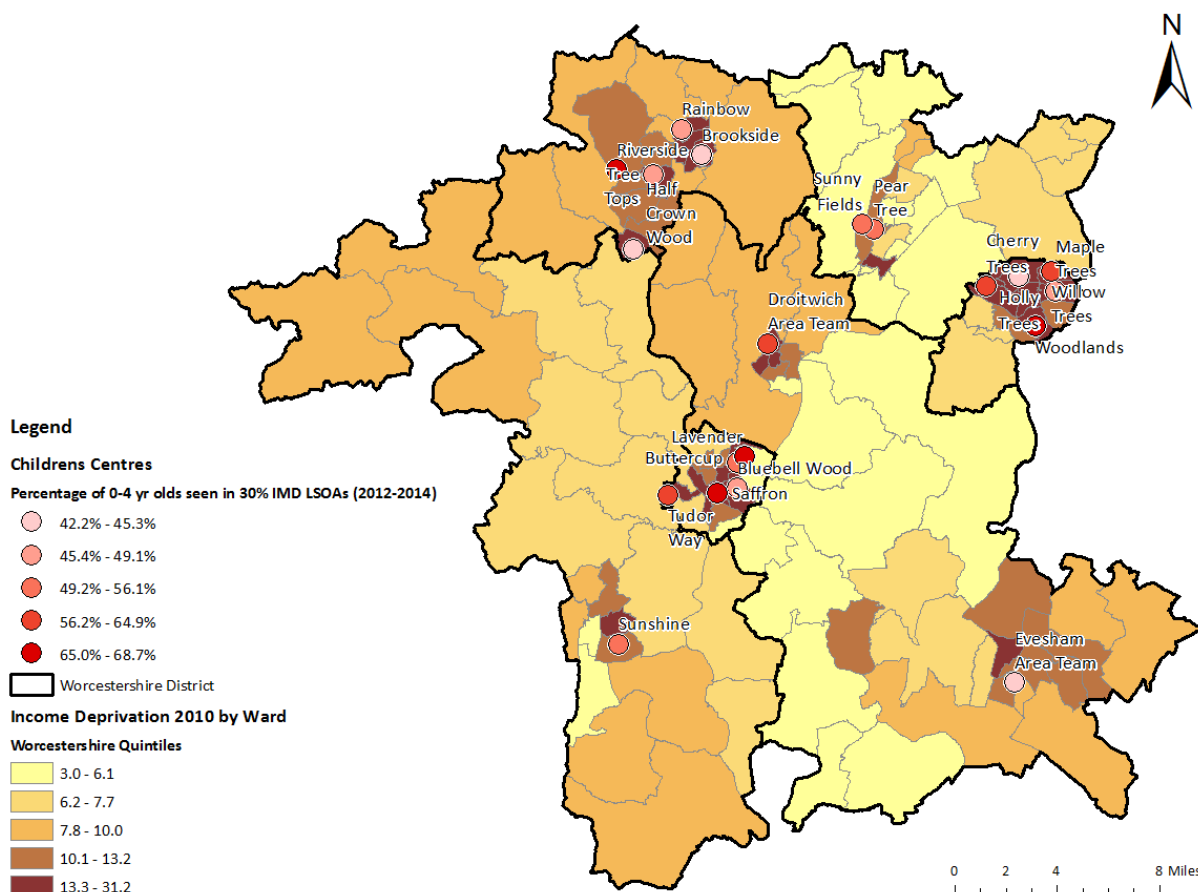 N
Rainbow
Brookside
Riverside
Tree
Tops
Half
Crown
Wood
Sunny
Fields
Pear
Tree
Cherry
Trees
Maple
Trees
Holly
Trees
Willow
Trees
Woodlands
Droitwich
Area Team
Lavender
Buttercup
Bluebell Wood
Saffron
Tudor
Way
Sunshine
Evesham
Area Team
Legend
Childrens Centres
Percentage of 0-4 yr olds seen in 30% IMD LSOAs (2012-2014)
42.2% - 45.3%
45.4% - 49.1%
49.2% - 56.1%
56.2% - 64.9%
65.0% - 68.7%
Worcestershire District
Income Deprivation 2010 by Ward
Worcestershire Quintiles
3.0 - 6.1
6.2 - 7.7
7.8 - 10.0
10.1 - 13.2
13.3 - 31.2
0 2 4 8 Miles